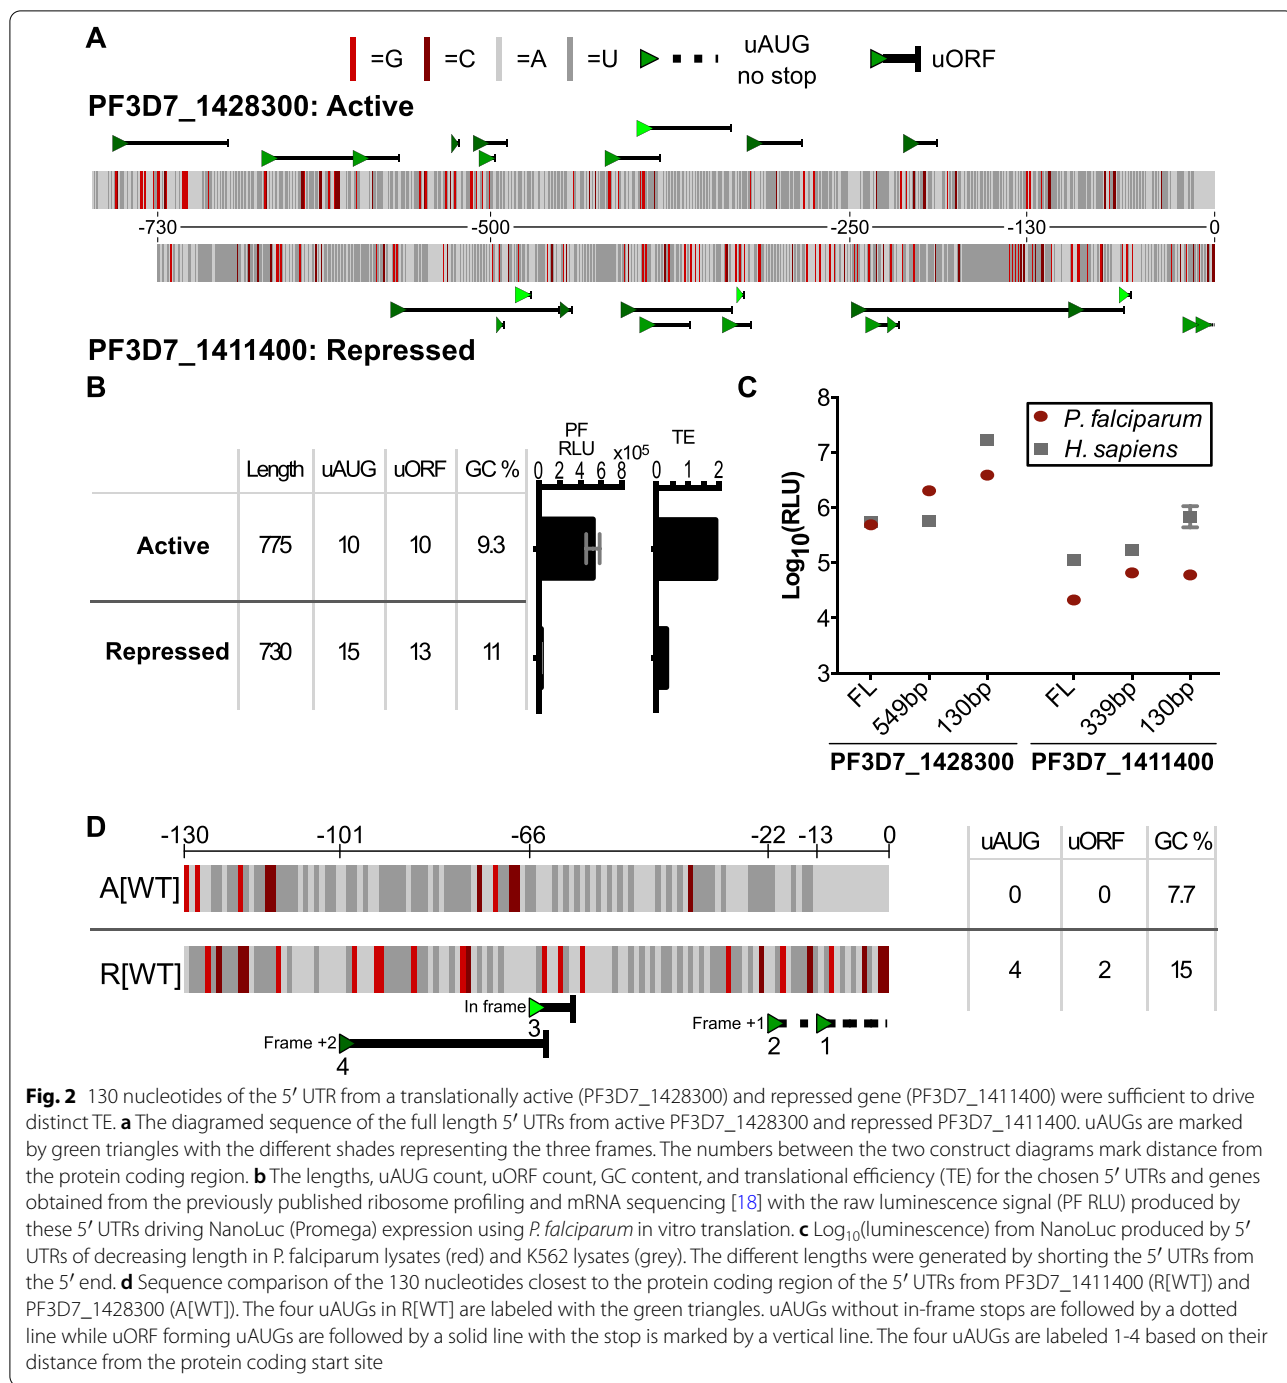 A
=G =C =A =U uAUG no stop uORF
PF3D7_1428300: Active
-730 -500 -250 -130 0
PF3D7_1411400: Repressed
B
Length uAUG uORF GC %
PF RLU x10⁵ TE
0 2 4 6 8 0 1 2
Active 775 10 10 9.3
Repressed 730 15 13 11
C
P. falciparum
H. sapiens
Log₁₀(RLU)
8
7
6
5
4
3
FL 549bp 130bp FL 339bp 130bp
PF3D7_1428300 PF3D7_1411400
D
-130 -101 -66 -22 -13 0
uAUG uORF GC %
A[WT] 0 0 7.7
R[WT] 4 2 15
In frame 3
Frame +1 2 1
Frame +2 4
Fig. 2 130 nucleotides of the 5′ UTR from a translationally active (PF3D7_1428300) and repressed gene (PF3D7_1411400) were sufficient to drive
distinct TE. a The diagramed sequence of the full length 5′ UTRs from active PF3D7_1428300 and repressed PF3D7_1411400. uAUGs are marked
by green triangles with the different shades representing the three frames. The numbers between the two construct diagrams mark distance from
the protein coding region. b The lengths, uAUG count, uORF count, GC content, and translational efficiency (TE) for the chosen 5′ UTRs and genes
obtained from the previously published ribosome profiling and mRNA sequencing [18] with the raw luminescence signal (PF RLU) produced by
these 5′ UTRs driving NanoLuc (Promega) expression using P. falciparum in vitro translation. c Log₁₀(luminescence) from NanoLuc produced by 5′
UTRs of decreasing length in P. falciparum lysates (red) and K562 lysates (grey). The different lengths were generated by shorting the 5′ UTRs from
the 5′ end. d Sequence comparison of the 130 nucleotides closest to the protein coding region of the 5′ UTRs from PF3D7_1411400 (R[WT]) and
PF3D7_1428300 (A[WT]). The four uAUGs in R[WT] are labeled with the green triangles. uAUGs without in-frame stops are followed by a dotted
line while uORF forming uAUGs are followed by a solid line with the stop is marked by a vertical line. The four uAUGs are labeled 1-4 based on their
distance from the protein coding start site